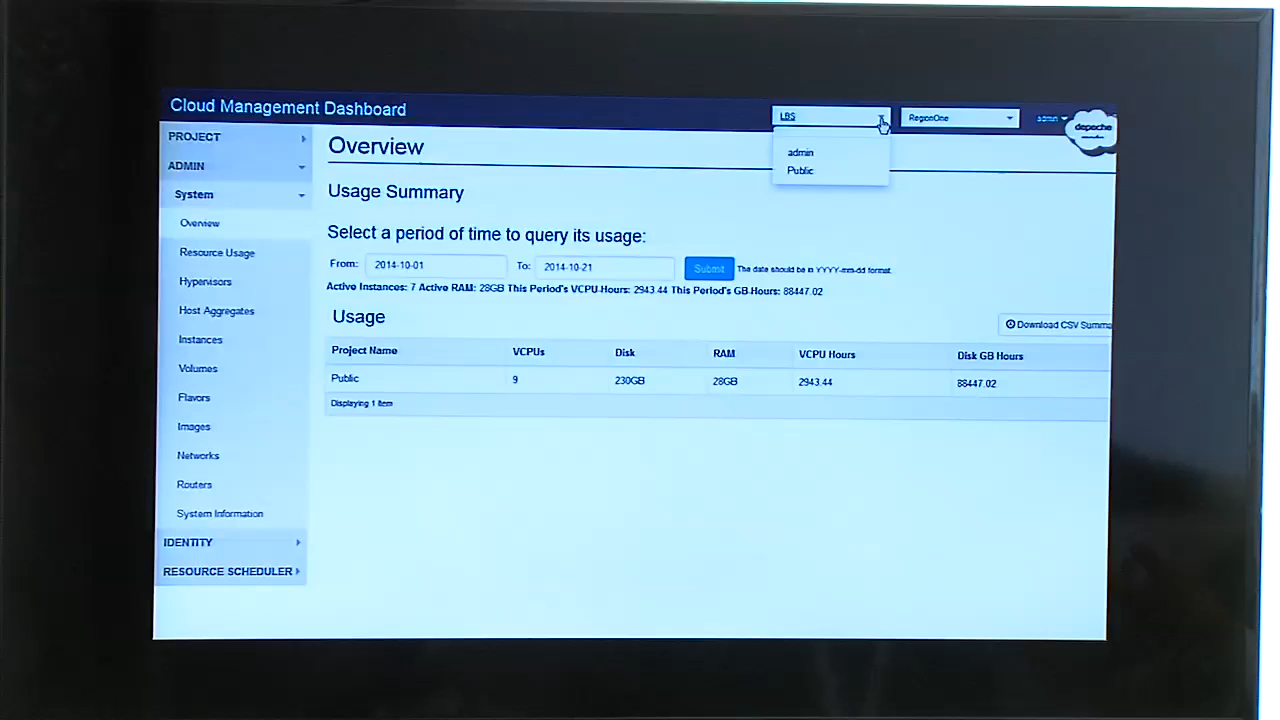 Cloud Management Dashboard
LBS
RegionOne
admin
depeche
admin
Public
PROJECT
ADMIN
System
Overview
Resource Usage
Hypervisors
Host Aggregates
Instances
Volumes
Flavors
Images
Networks
Routers
System Information
IDENTITY
RESOURCE SCHEDULER
Overview
Usage Summary
Select a period of time to query its usage:
From: 2014-10-01 To: 2014-10-21 Submit The date should be in YYYY-mm-dd format.
Active Instances: 7 Active RAM: 28GB This Period's VCPU-Hours: 2943.44 This Period's GB-Hours: 88447.02
Usage
Download CSV Summa
Project Name VCPUs Disk RAM VCPU Hours Disk GB Hours
Public 9 230GB 28GB 2943.44 88447.02
Displaying 1 item